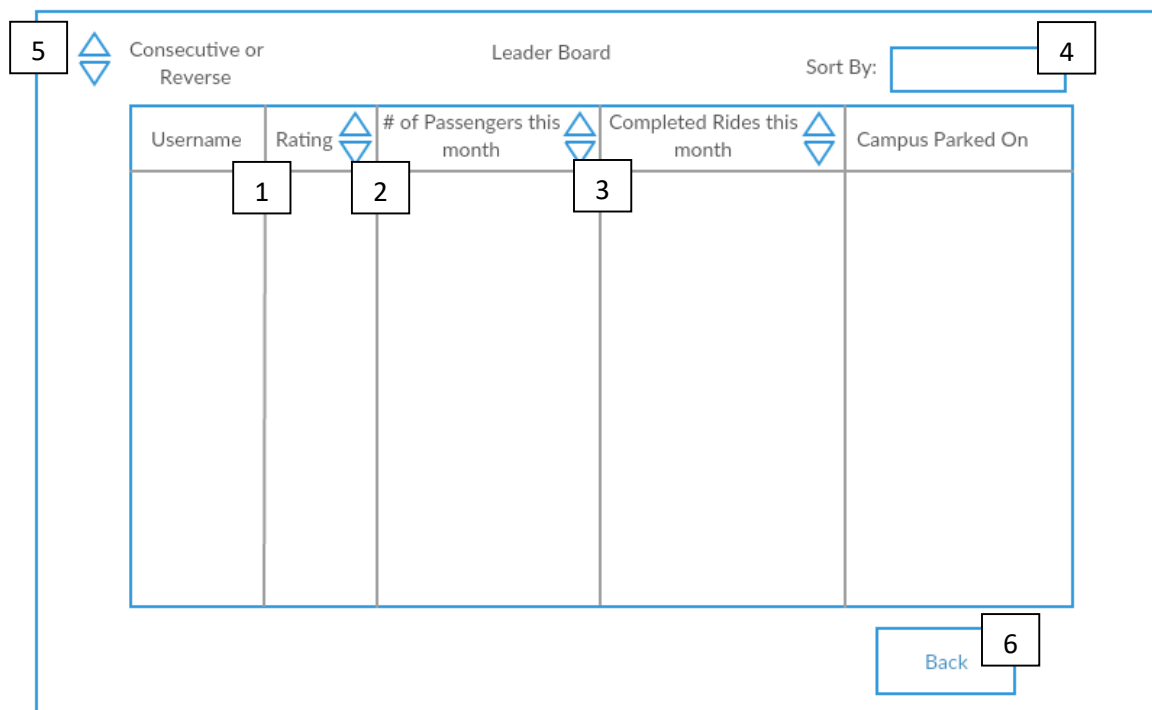 5
Consecutive or
Reverse
Leader Board
Sort By:
4
Username
Rating
# of Passengers this
month
Completed Rides this
month
Campus Parked On
1
2
3
Back
6